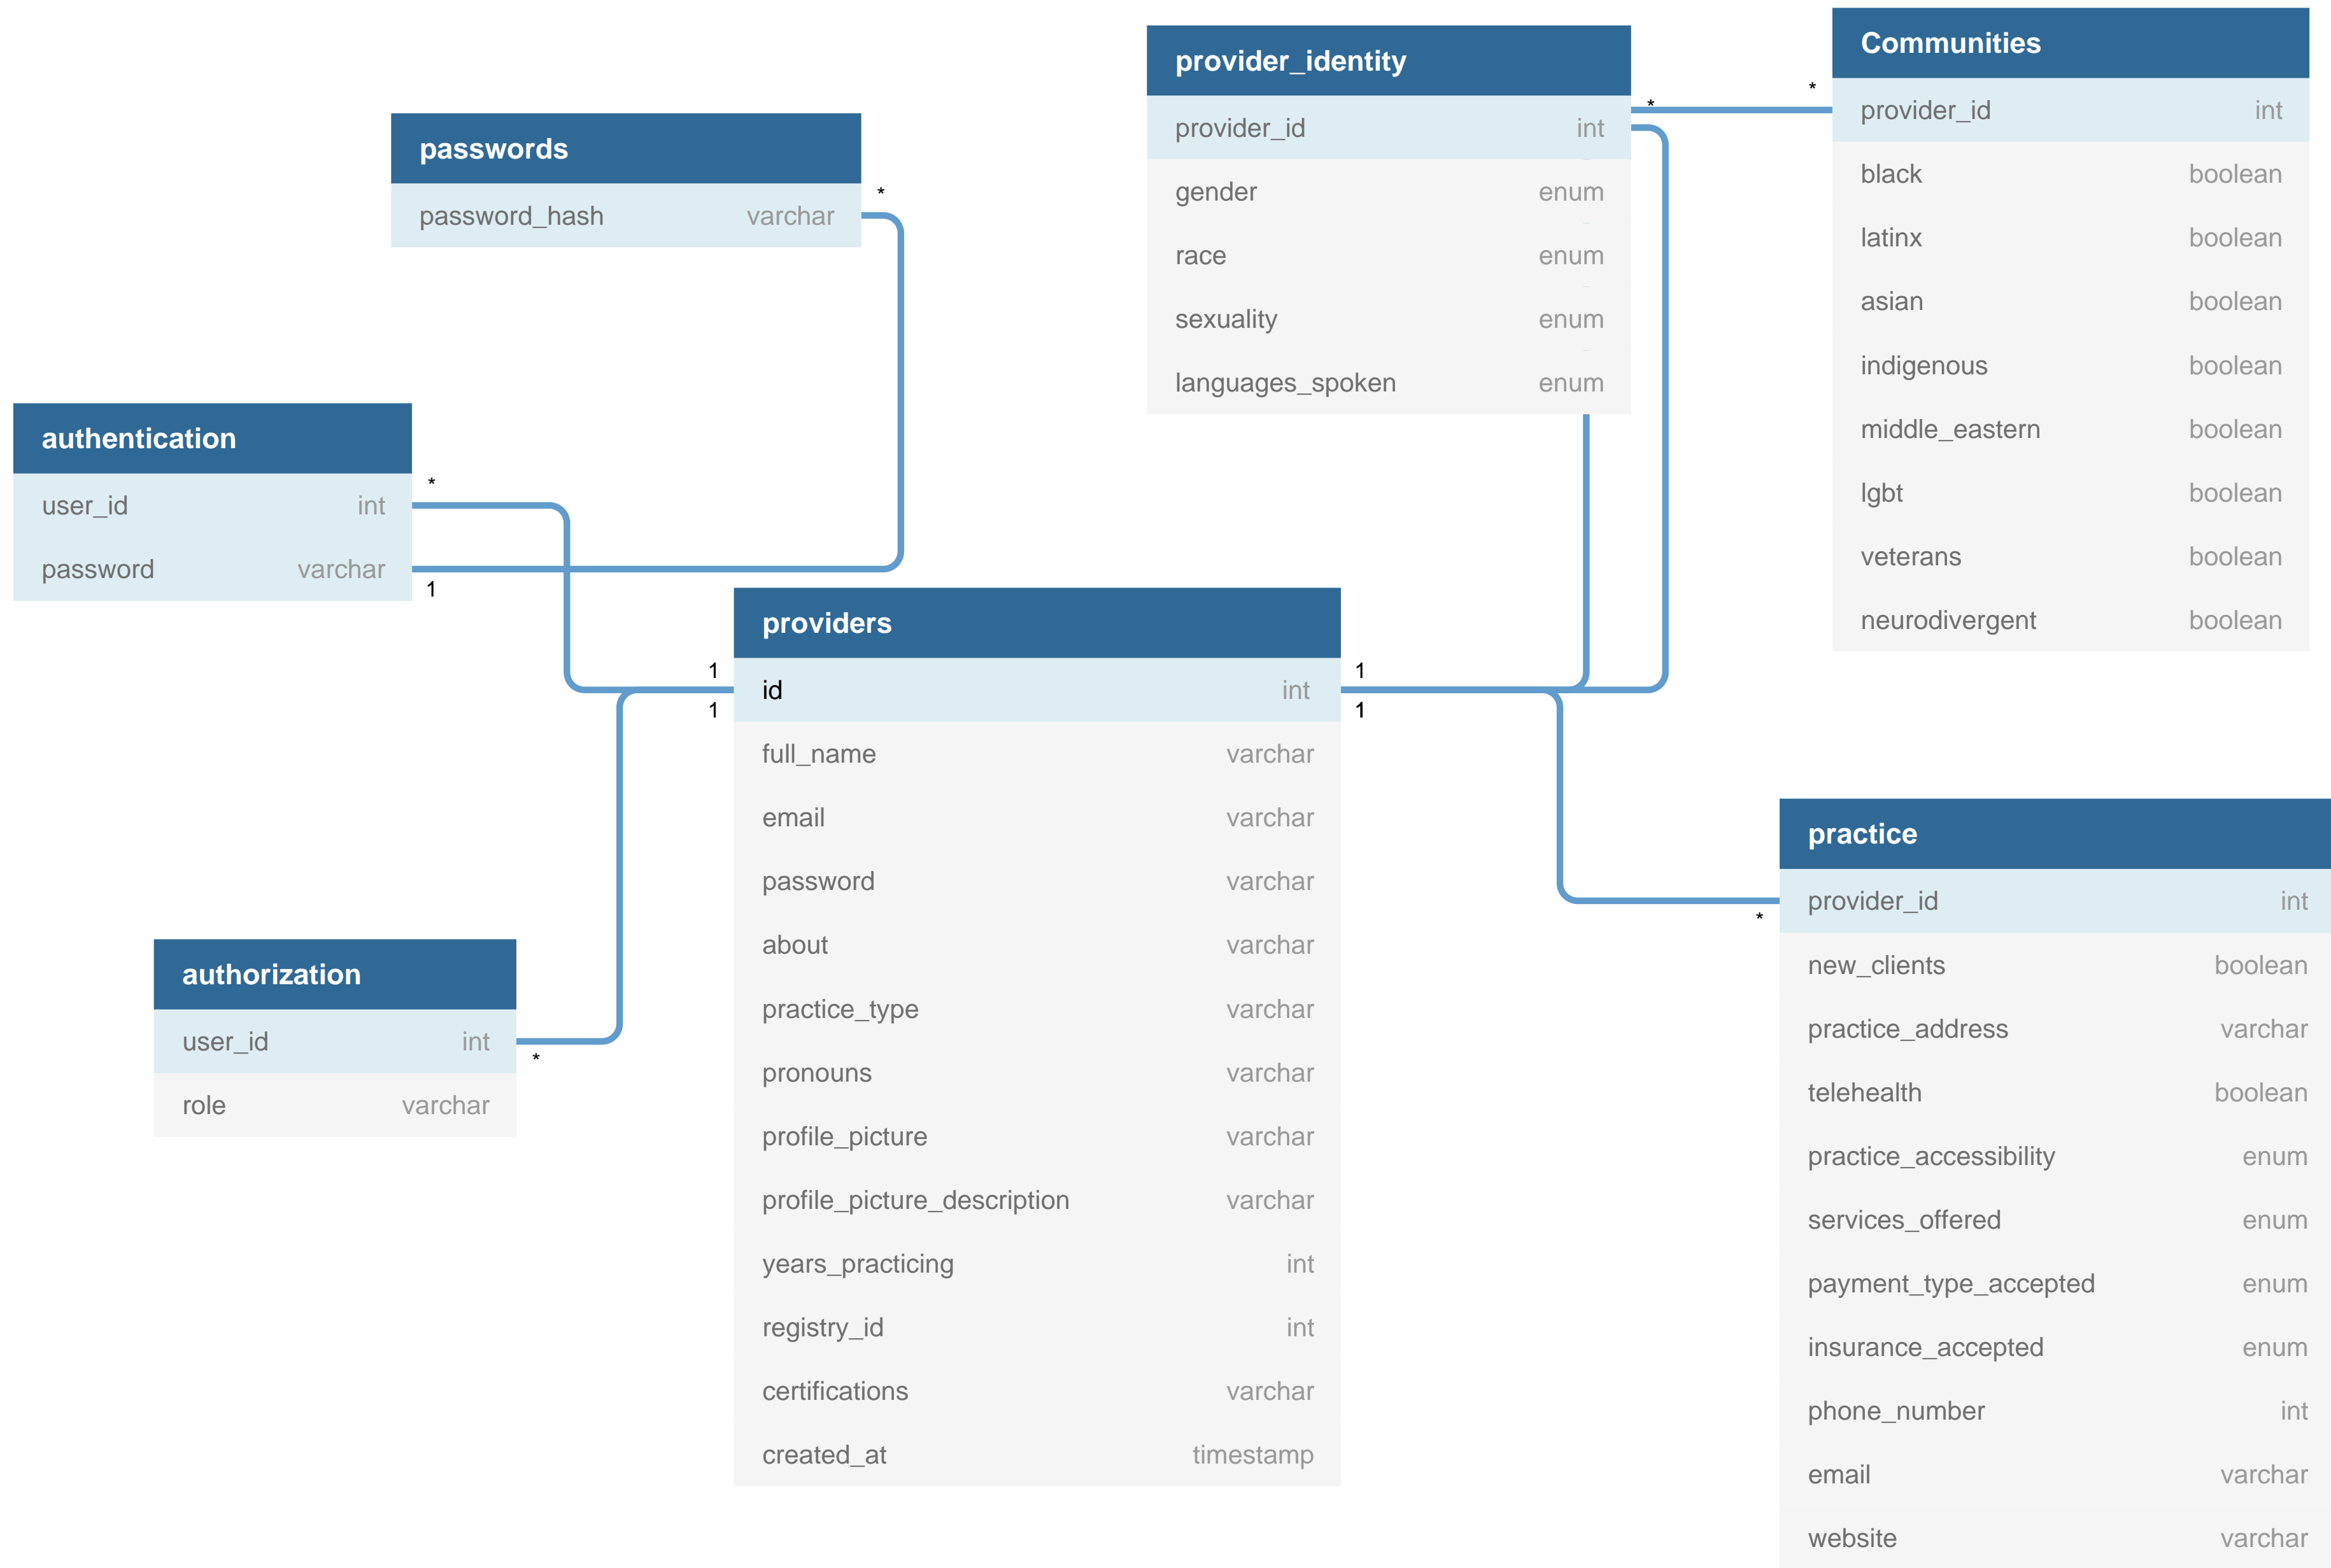 passwords
password_hash varchar
*
authentication
user_id int
*
password varchar
1
authorization
user_id int
*
role varchar
providers
1
1
id int
1
1
full_name varchar
email varchar
password varchar
about varchar
practice_type varchar
pronouns varchar
profile_picture varchar
profile_picture_description varchar
years_practicing int
registry_id int
certifications varchar
created_at timestamp
provider_identity
provider_id int
*
gender enum
race enum
sexuality enum
languages_spoken enum
Communities
*
provider_id int
black boolean
latinx boolean
asian boolean
indigenous boolean
middle_eastern boolean
lgbt boolean
veterans boolean
neurodivergent boolean
practice
provider_id int
*
new_clients boolean
practice_address varchar
telehealth boolean
practice_accessibility enum
services_offered enum
payment_type_accepted enum
insurance_accepted enum
phone_number int
email varchar
website varchar